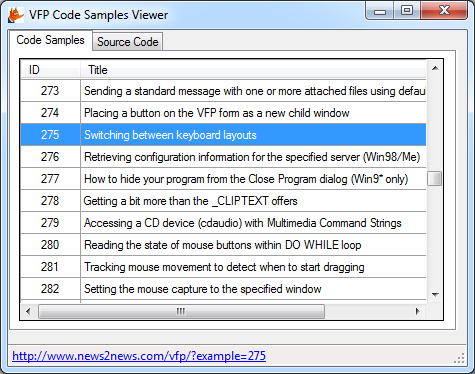 VFP Code Samples Viewer
Code Samples Source Code
ID Title
273 Sending a standard message with one or more attached files using defau
274 Placing a button on the VFP form as a new child window
275 Switching between keyboard layouts
276 Retrieving configuration information for the specified server (Win98/Me)
277 How to hide your program from the Close Program dialog (Win9* only)
278 Getting a bit more than the _CLIPTEXT offers
279 Accessing a CD device (cdaudio) with Multimedia Command Strings
280 Reading the state of mouse buttons within DO WHILE loop
281 Tracking mouse movement to detect when to start dragging
282 Setting the mouse capture to the specified window
http://www.news2news.com/vfp/?example=275